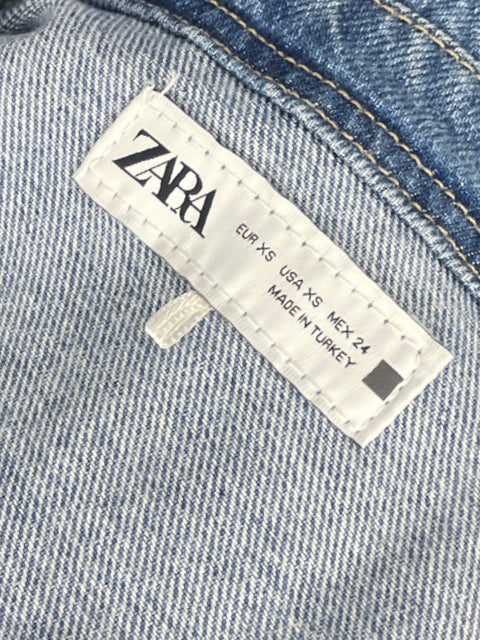 ZARA
EUR XS USA XS MEX 24
MADE IN TURKEY